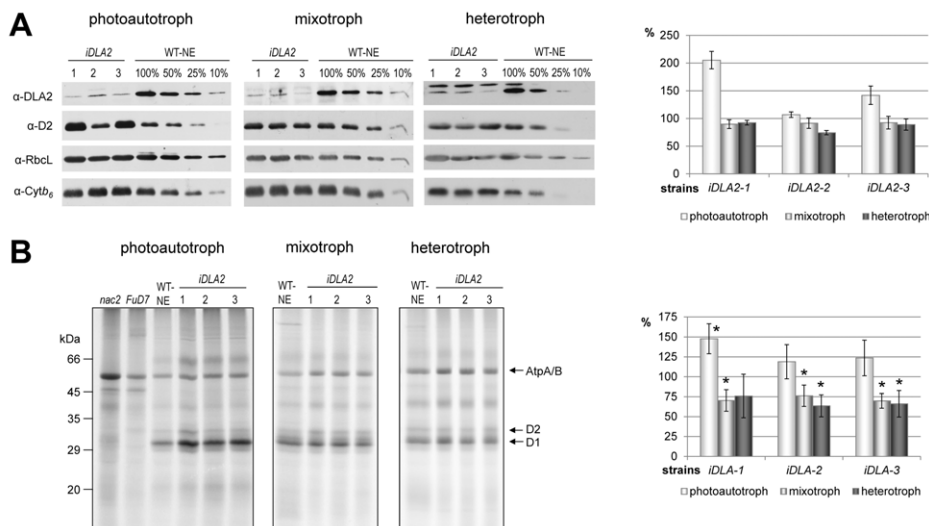 A
photoautotroph mixotroph heterotroph
iDLA2 WT-NE iDLA2 WT-NE iDLA2 WT-NE
1 2 3 100% 50% 25% 10% 1 2 3 100% 50% 25% 10% 1 2 3 100% 50% 25% 10%
α-DLA2
α-D2
α-RbcL
α-Cytb₆
%
250
200
150
100
50
0
strains iDLA2-1 iDLA2-2 iDLA2-3
photoautotroph mixotroph heterotroph
B
photoautotroph mixotroph heterotroph
nac2 FuD7 WT-NE iDLA2 1 2 3 WT-NE iDLA2 1 2 3 WT-NE iDLA2 1 2 3
kDa
66
45
35
29
20
AtpA/B
D2
D1
%
175
150
125
100
75
50
25
0
* * * * * *
strains iDLA-1 iDLA-2 iDLA-3
photoautotroph mixotroph heterotroph